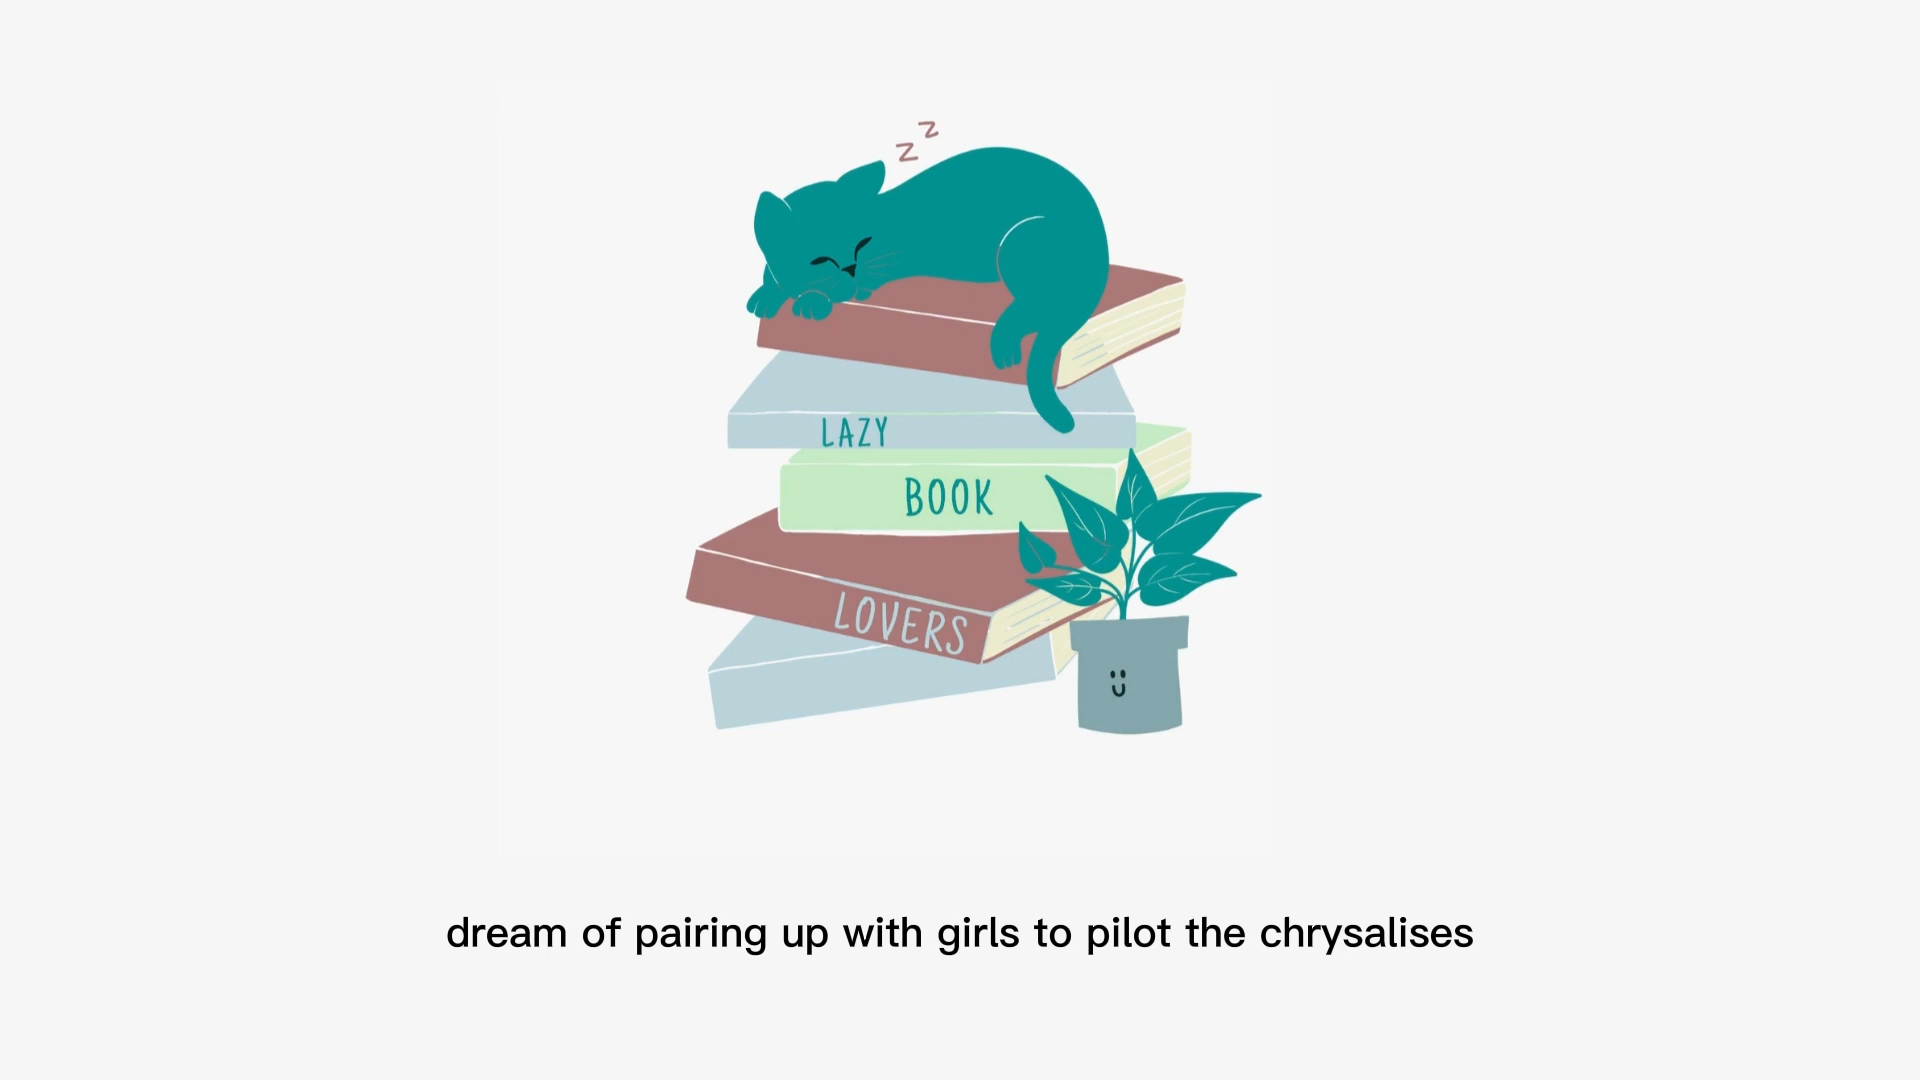 z
z
LAZY
BOOK
LOVERS
dream of pairing up with girls to pilot the chrysalises